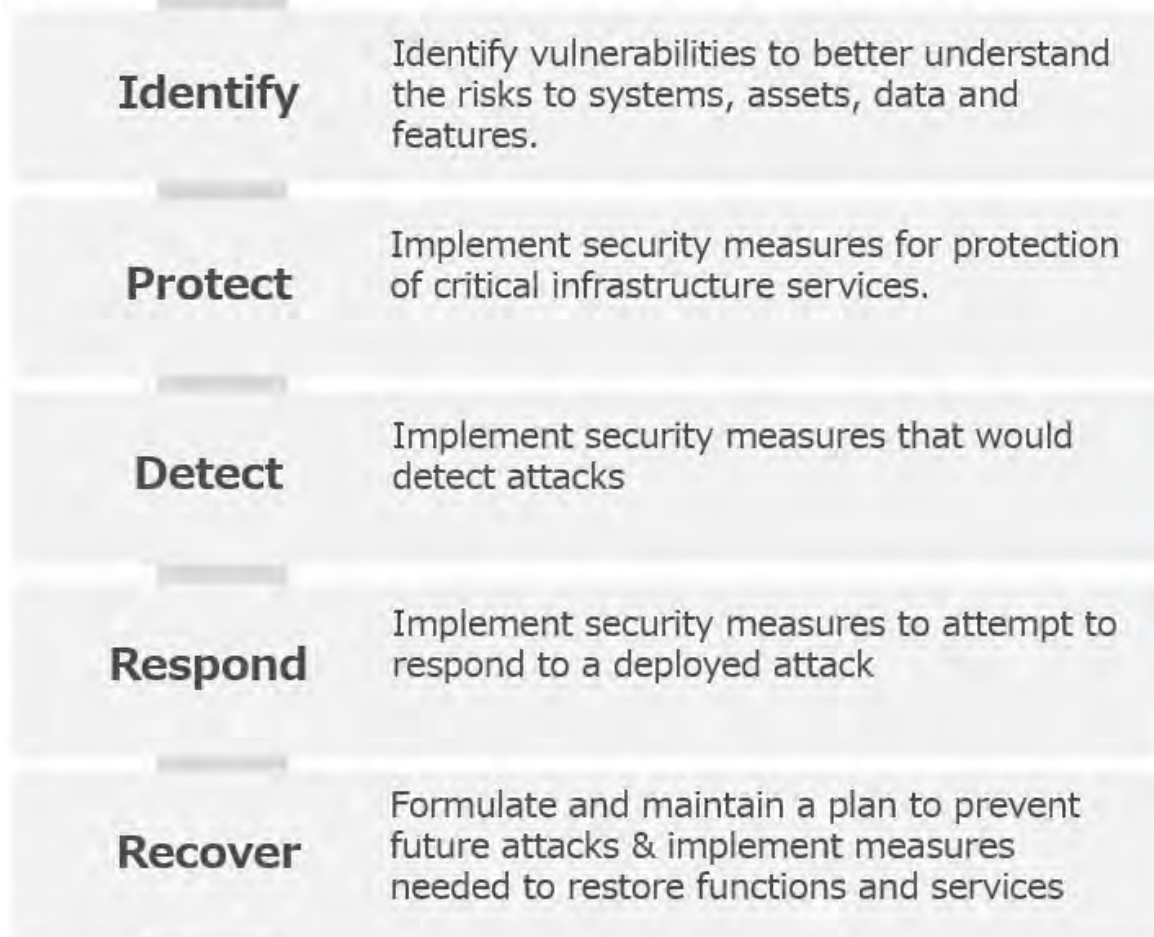 Identify
Identify vulnerabilities to better understand
the risks to systems, assets, data and
features.
Protect
Implement security measures for protection
of critical infrastructure services.
Detect
Implement security measures that would
detect attacks
Respond
Implement security measures to attempt to
respond to a deployed attack
Recover
Formulate and maintain a plan to prevent
future attacks & implement measures
needed to restore functions and services